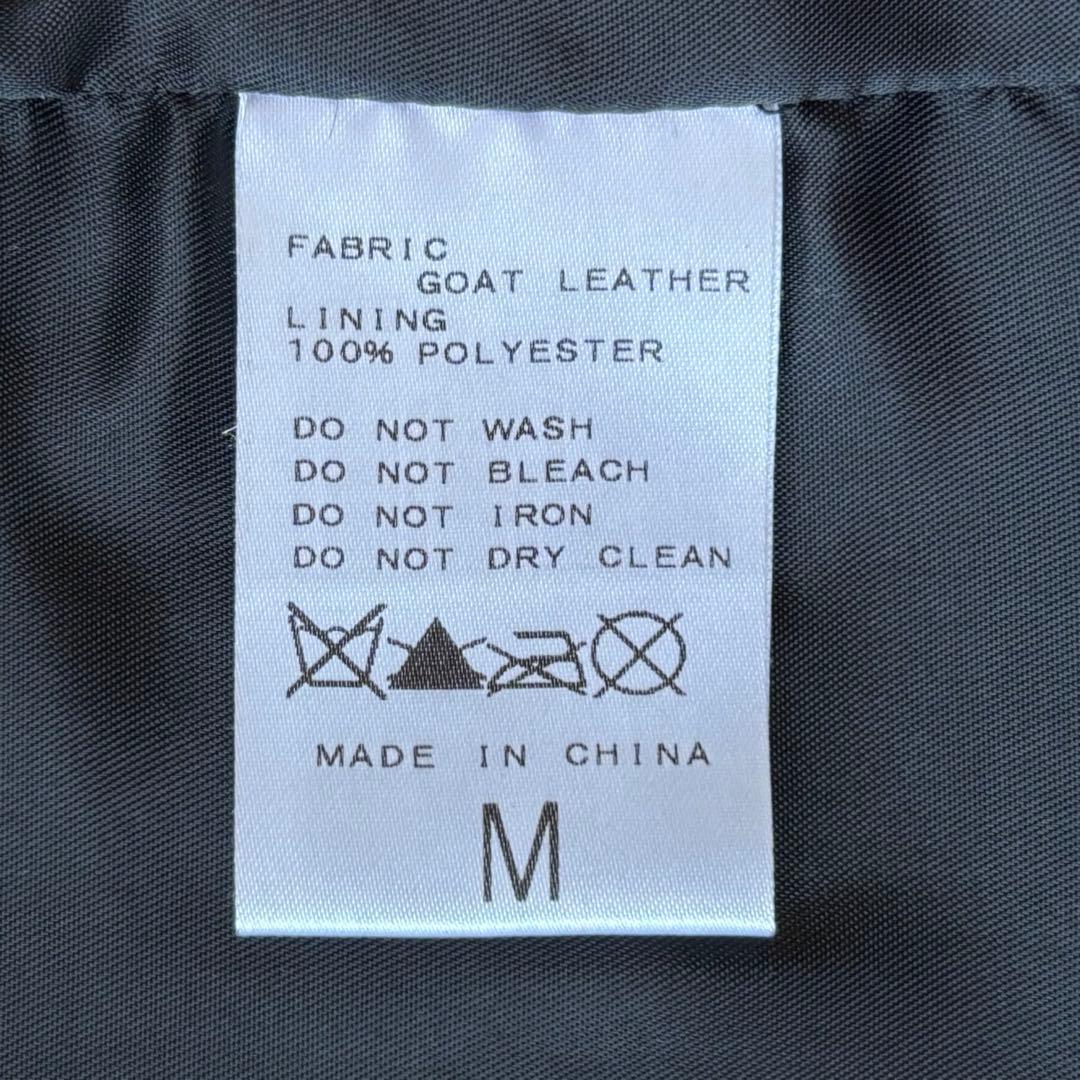 FABRIC
GOAT LEATHER
LINING
100% POLYESTER
DO NOT WASH
DO NOT BLEACH
DO NOT IRON
DO NOT DRY CLEAN
MADE IN CHINA
M